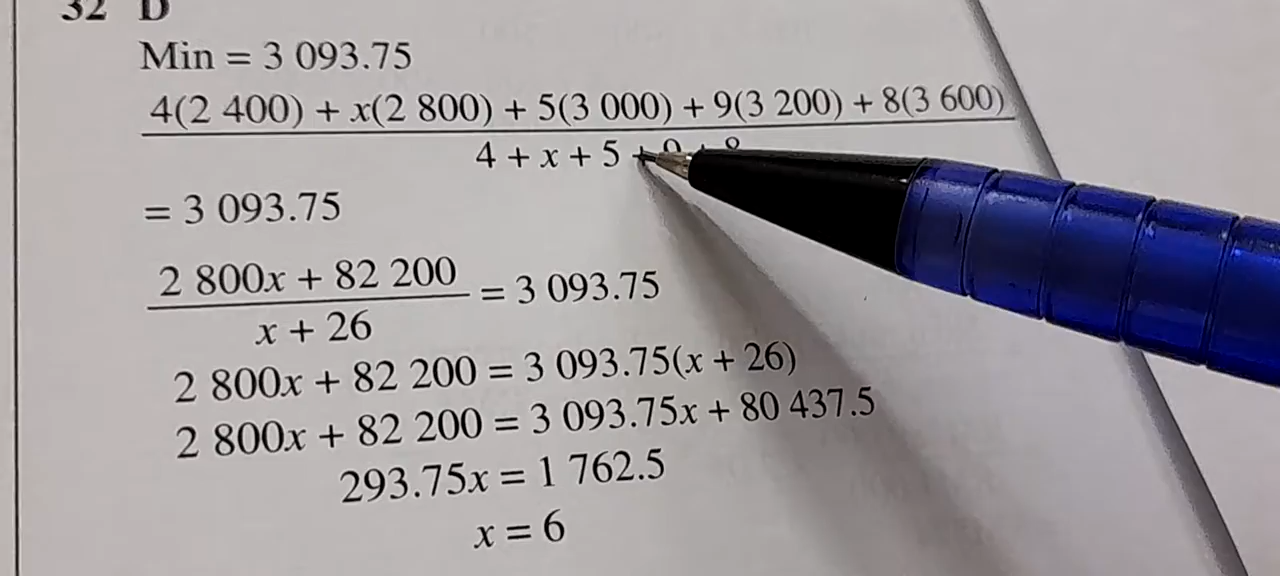 32 D
Min = 3 093.75
4(2 400) + x(2 800) + 5(3 000) + 9(3 200) + 8(3 600)
4 + x + 5 + 9 + 8
= 3 093.75
2 800x + 82 200
x + 26
= 3 093.75
2 800x + 82 200 = 3 093.75(x + 26)
2 800x + 82 200 = 3 093.75x + 80 437.5
293.75x = 1 762.5
x = 6